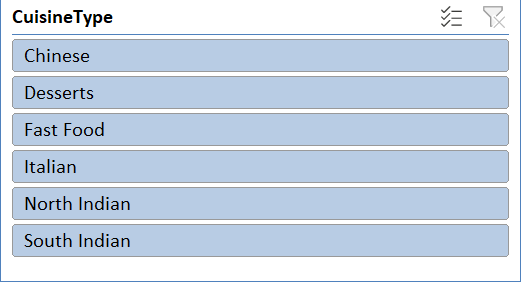 CuisineType
Chinese
Desserts
Fast Food
Italian
North Indian
South Indian